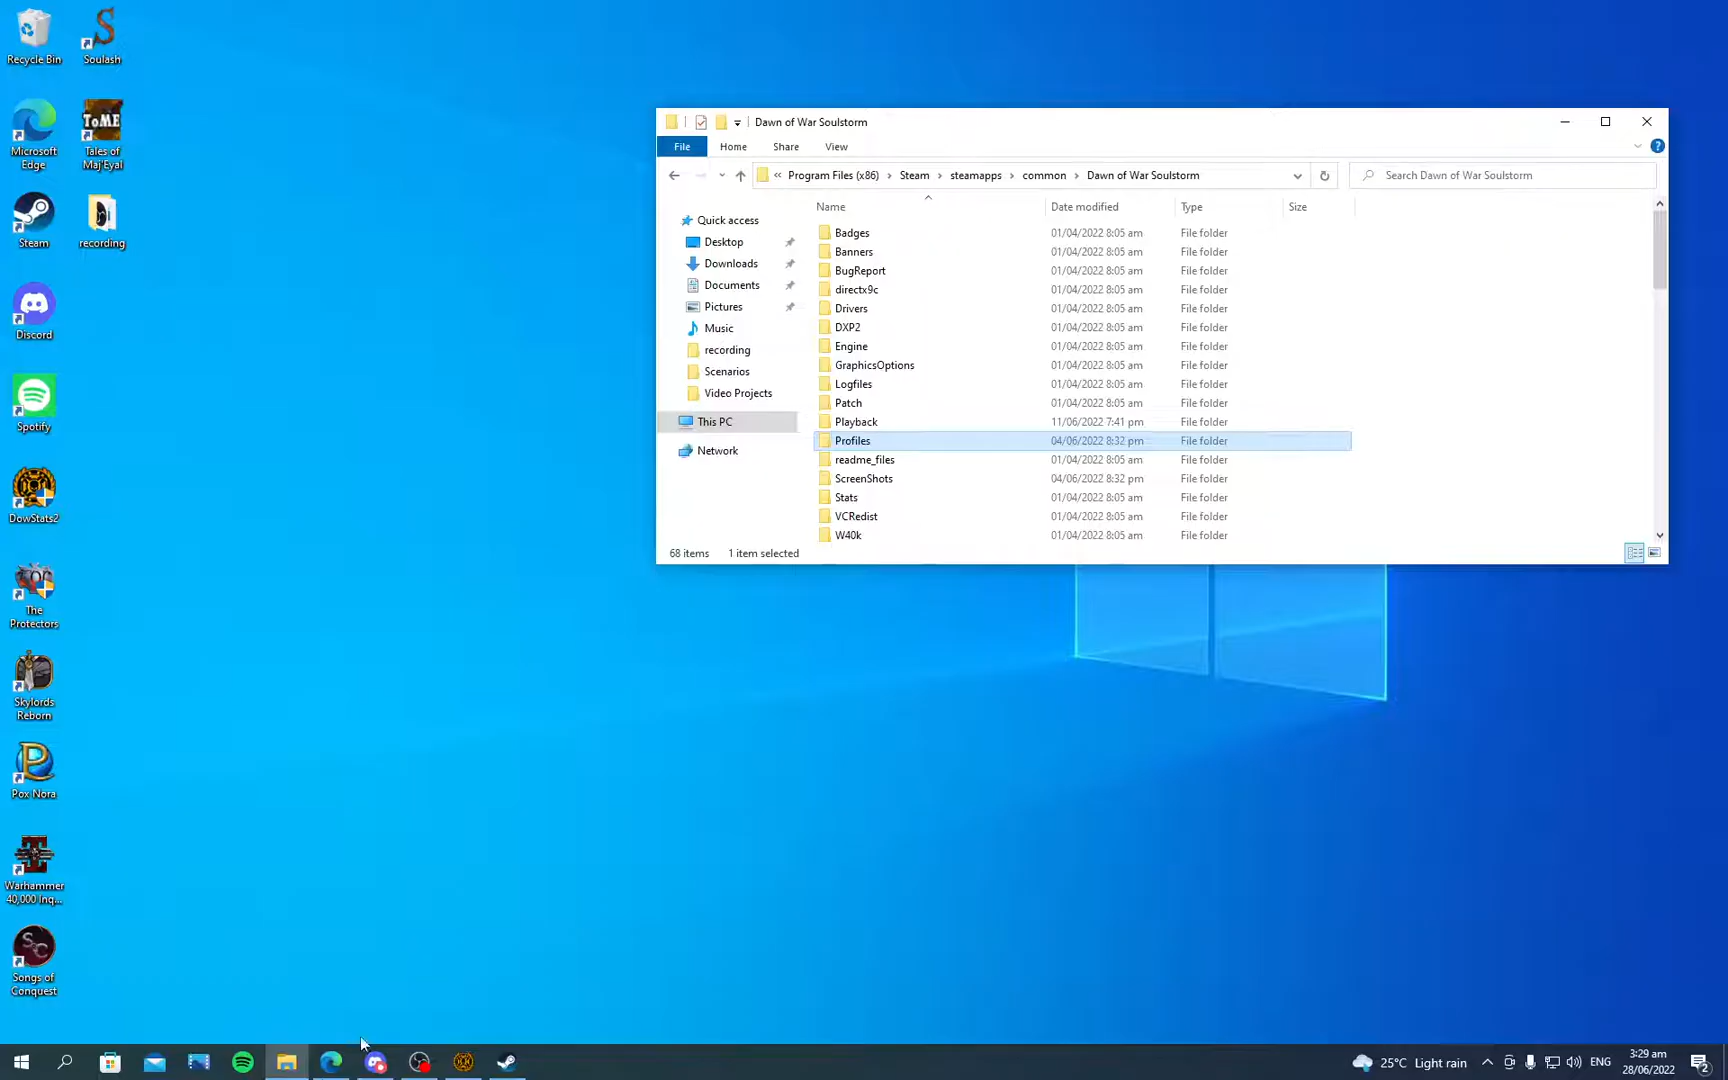 Recycle Bin
Soulash
Microsoft
Edge
ToME
Tales of
Maj'Eyal
Steam
recording
Discord
Spotify
DowStats2
The
Protectors
Skylords
Reborn
Pox Nora
Warhammer
40,000 Inq...
Songs of
Conquest
Dawn of War Soulstorm
File
Home
Share
View
« Program Files (x86) › Steam › steamapps › common › Dawn of War Soulstorm
Search Dawn of War Soulstorm
Quick access
Desktop
Downloads
Documents
Pictures
Music
recording
Scenarios
Video Projects
This PC
Network
Name Date modified Type Size
Badges 01/04/2022 8:05 am File folder
Banners 01/04/2022 8:05 am File folder
BugReport 01/04/2022 8:05 am File folder
directx9c 01/04/2022 8:05 am File folder
Drivers 01/04/2022 8:05 am File folder
DXP2 01/04/2022 8:05 am File folder
Engine 01/04/2022 8:05 am File folder
GraphicsOptions 01/04/2022 8:05 am File folder
Logfiles 01/04/2022 8:05 am File folder
Patch 01/04/2022 8:05 am File folder
Playback 11/06/2022 7:41 pm File folder
Profiles 04/06/2022 8:32 pm File folder
readme_files 01/04/2022 8:05 am File folder
ScreenShots 04/06/2022 8:32 pm File folder
Stats 01/04/2022 8:05 am File folder
VCRedist 01/04/2022 8:05 am File folder
W40k 01/04/2022 8:05 am File folder
68 items 1 item selected
25°C Light rain
ENG
3:29 am
28/06/2022
2